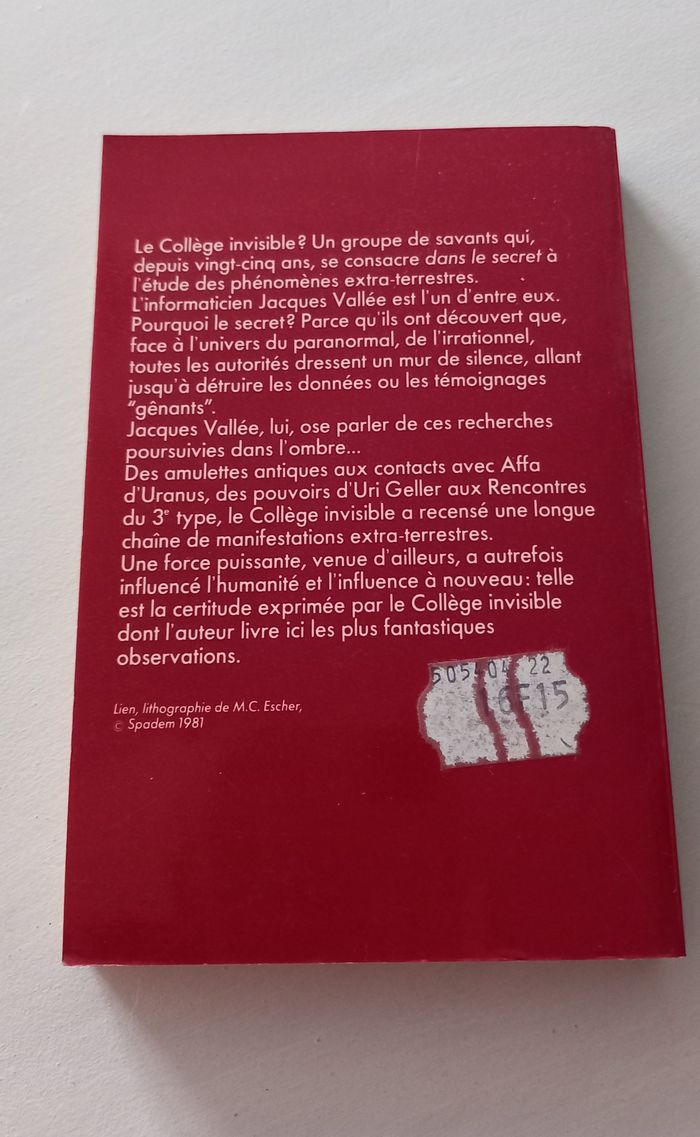 Le Collège invisible? Un groupe de savants qui,
depuis vingt-cinq ans, se consacre dans le secret à
l'étude des phénomènes extra-terrestres.
L'informaticien Jacques Vallée est l'un d'entre eux.
Pourquoi le secret? Parce qu'ils ont découvert que,
face à l'univers du paranormal, de l'irrationnel,
toutes les autorités dressent un mur de silence, allant
jusqu'à détruire les données ou les témoignages
"gênants".
Jacques Vallée, lui, ose parler de ces recherches
poursuivies dans l'ombre...
Des amulettes antiques aux contacts avec Affa
d'Uranus, des pouvoirs d'Uri Geller aux Rencontres
du 3e type, le Collège invisible a recensé une longue
chaîne de manifestations extra-terrestres.
Une force puissante, venue d'ailleurs, a autrefois
influencé l'humanité et l'influence à nouveau: telle
est la certitude exprimée par le Collège invisible
dont l'auteur livre ici les plus fantastiques
observations.
Lien, lithographie de M.C. Escher,
© Spadem 1981
22